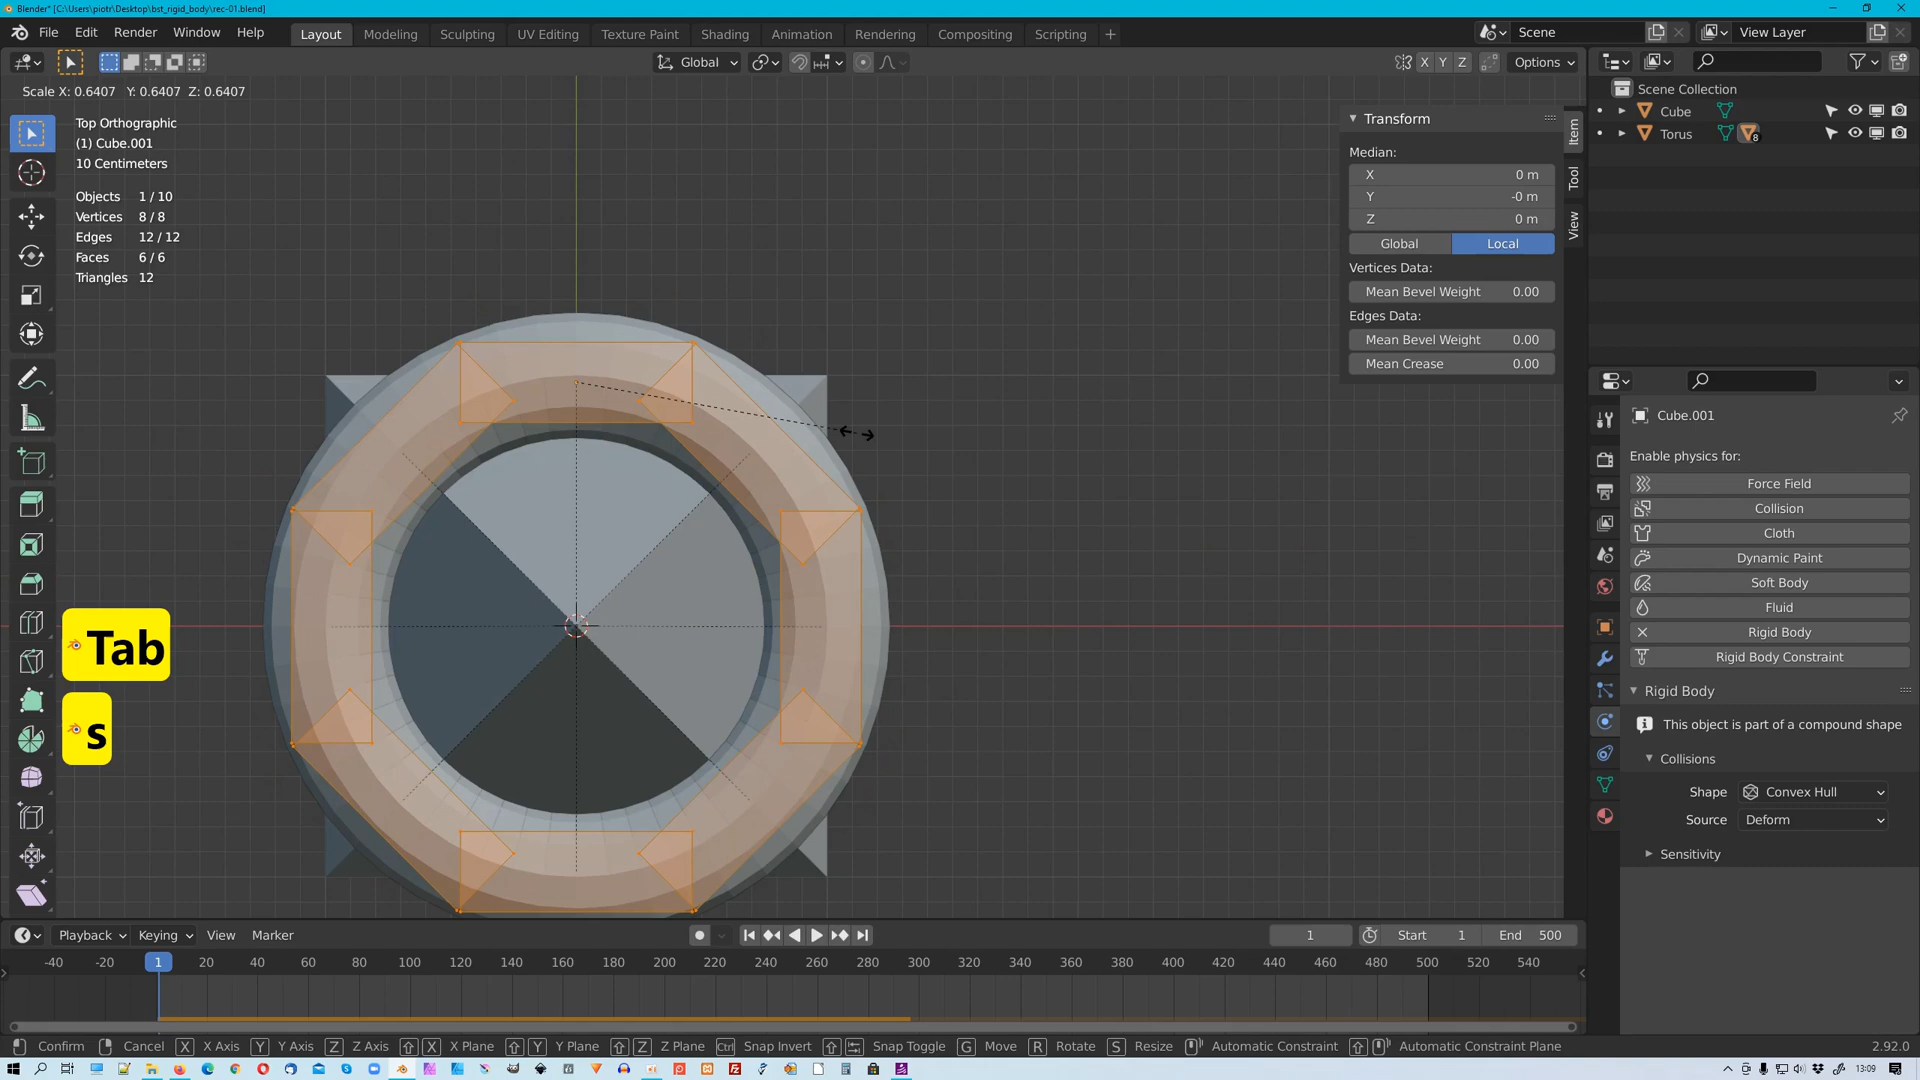 Blender* [C:\Users\piotr\Desktop\bst_rigid_body\rec-01.blend]
File Edit Render Window Help Layout Modeling Sculpting UV Editing Texture Paint Shading Animation Rendering Compositing Scripting Scene View Layer
Global X Y Z Options
Scale X: 0.6407 Y: 0.6407 Z: 0.6407
Top Orthographic
(1) Cube.001
10 Centimeters
Objects 1 / 10
Vertices 8 / 8
Edges 12 / 12
Faces 6 / 6
Triangles 12
Tab
s
Transform
Median:
X 0 m
Y -0 m
Z 0 m
Global Local
Vertices Data:
Mean Bevel Weight 0.00
Edges Data:
Mean Bevel Weight 0.00
Mean Crease 0.00
Item
Tool
View
Scene Collection
Cube
Torus 8
Cube.001
Enable physics for:
Force Field
Collision
Cloth
Dynamic Paint
Soft Body
Fluid
Rigid Body
Rigid Body Constraint
Rigid Body
This object is part of a compound shape
Collisions
Shape Convex Hull
Source Deform
Sensitivity
Playback Keying View Marker 1 Start 1 End 500
-40 -20 1 20 40 60 80 100 120 140 160 180 200 220 240 260 280 300 320 340 360 380 400 420 440 460 480 500 520 540
Confirm Cancel X X Axis Y Y Axis Z Z Axis X X Plane Y Y Plane Z Z Plane Ctrl Snap Invert Snap Toggle G Move R Rotate S Resize Automatic Constraint Automatic Constraint Plane 2.92.0
13:09